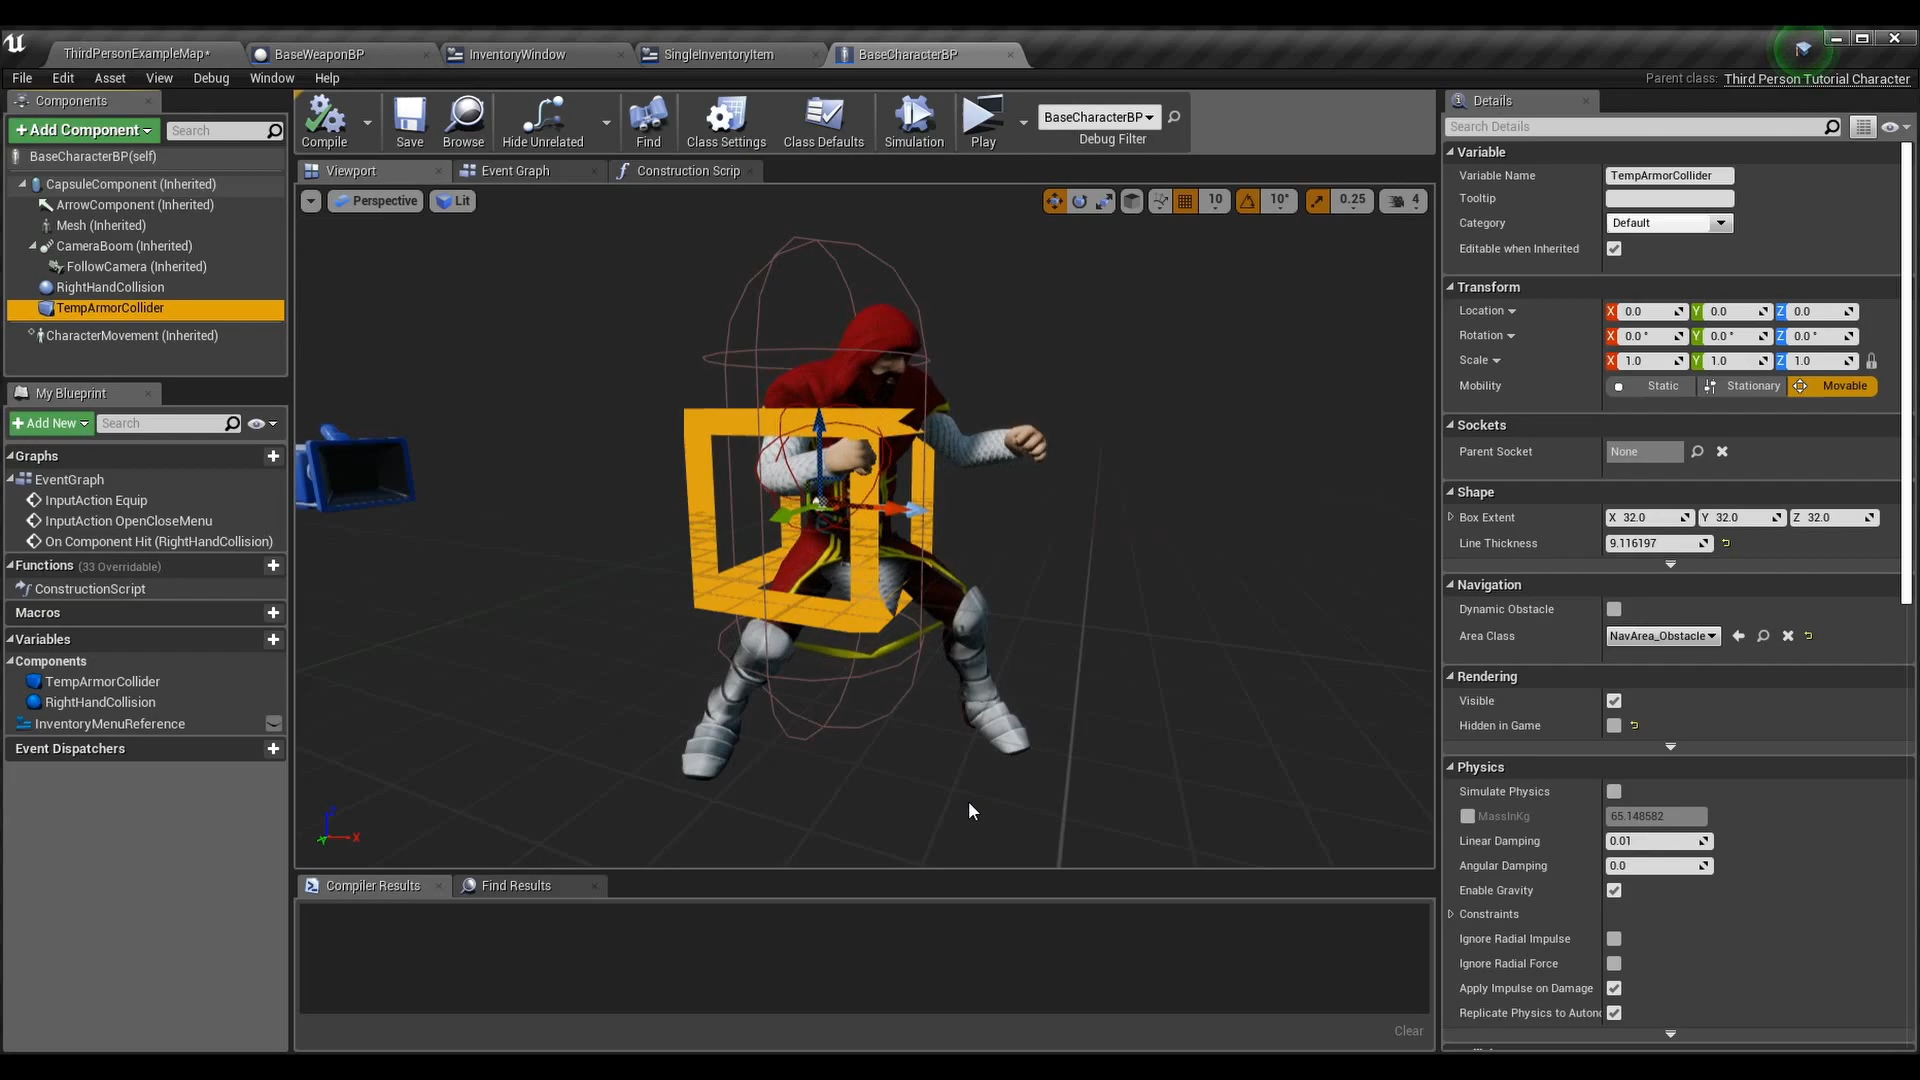 ThirdPersonExampleMap*
BaseWeaponBP
InventoryWindow
SingleInventoryItem
BaseCharacterBP
File Edit Asset View Debug Window Help
Parent class: Third Person Tutorial Character
Components
+Add Component
Search
BaseCharacterBP(self)
CapsuleComponent (Inherited)
ArrowComponent (Inherited)
Mesh (Inherited)
CameraBoom (Inherited)
FollowCamera (Inherited)
RightHandCollision
TempArmorCollider
CharacterMovement (Inherited)
My Blueprint
+Add New
Search
Graphs
EventGraph
InputAction Equip
InputAction OpenCloseMenu
On Component Hit (RightHandCollision)
Functions (33 Overridable)
ConstructionScript
Macros
Variables
Components
TempArmorCollider
RightHandCollision
InventoryMenuReference
Event Dispatchers
Compile
Save
Browse
Hide Unrelated
Find
Class Settings
Class Defaults
Simulation
Play
BaseCharacterBP
Debug Filter
Viewport
Event Graph
Construction Scrip
Perspective
Lit
10
10°
0.25
4
X
Compiler Results
Find Results
Clear
Details
Search Details
Variable
Variable Name TempArmorCollider
Tooltip
Category Default
Editable when Inherited
Transform
Location X 0.0 Y 0.0 Z 0.0
Rotation X 0.0 ° Y 0.0 ° Z 0.0 °
Scale X 1.0 Y 1.0 Z 1.0
Mobility Static Stationary Movable
Sockets
Parent Socket None
Shape
Box Extent X 32.0 Y 32.0 Z 32.0
Line Thickness 9.116197
Navigation
Dynamic Obstacle
Area Class NavArea_Obstacle
Rendering
Visible
Hidden in Game
Physics
Simulate Physics
MassInKg 65.148582
Linear Damping 0.01
Angular Damping 0.0
Enable Gravity
Constraints
Ignore Radial Impulse
Ignore Radial Force
Apply Impulse on Damage
Replicate Physics to Auton